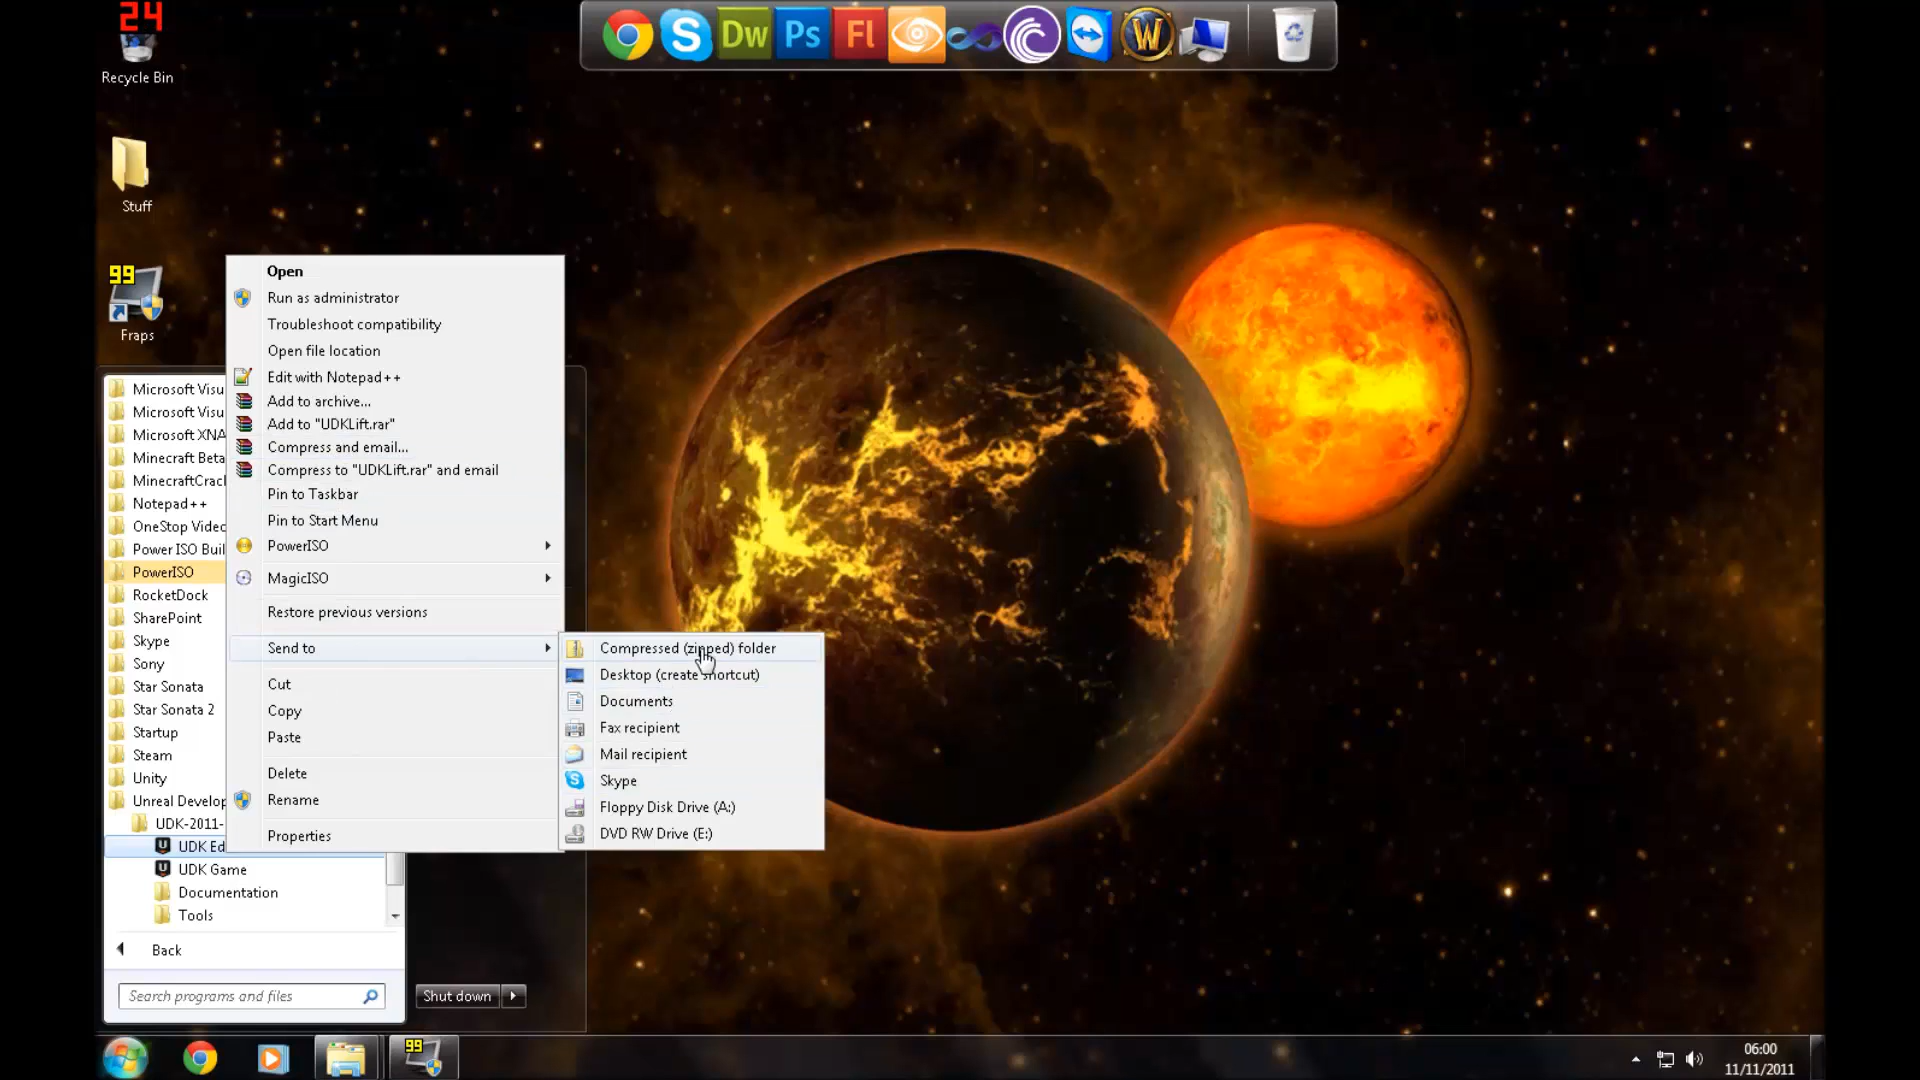 24
Recycle Bin
Dw
Ps
Fl
W
Stuff
99
Fraps
Open
Run as administrator
Troubleshoot compatibility
Open file location
Edit with Notepad++
Add to archive...
Add to "UDKLift.rar"
Compress and email...
Compress to "UDKLift.rar" and email
Pin to Taskbar
Pin to Start Menu
PowerISO
MagicISO
Restore previous versions
Send to
Cut
Copy
Paste
Delete
Rename
Properties
Compressed (zipped) folder
Desktop (create shortcut)
Documents
Fax recipient
Mail recipient
Skype
Floppy Disk Drive (A:)
DVD RW Drive (E:)
Microsoft Visu
Microsoft Visu
Microsoft XNA
Minecraft Beta
MinecraftCrac
Notepad++
OneStop Video
Power ISO Buil
PowerISO
RocketDock
SharePoint
Skype
Sony
Star Sonata
Star Sonata 2
Startup
Steam
Unity
Unreal Develop
UDK-2011-
UDK Ed
UDK Game
Documentation
Tools
Back
Search programs and files
Shut down
99
06:00
11/11/2011